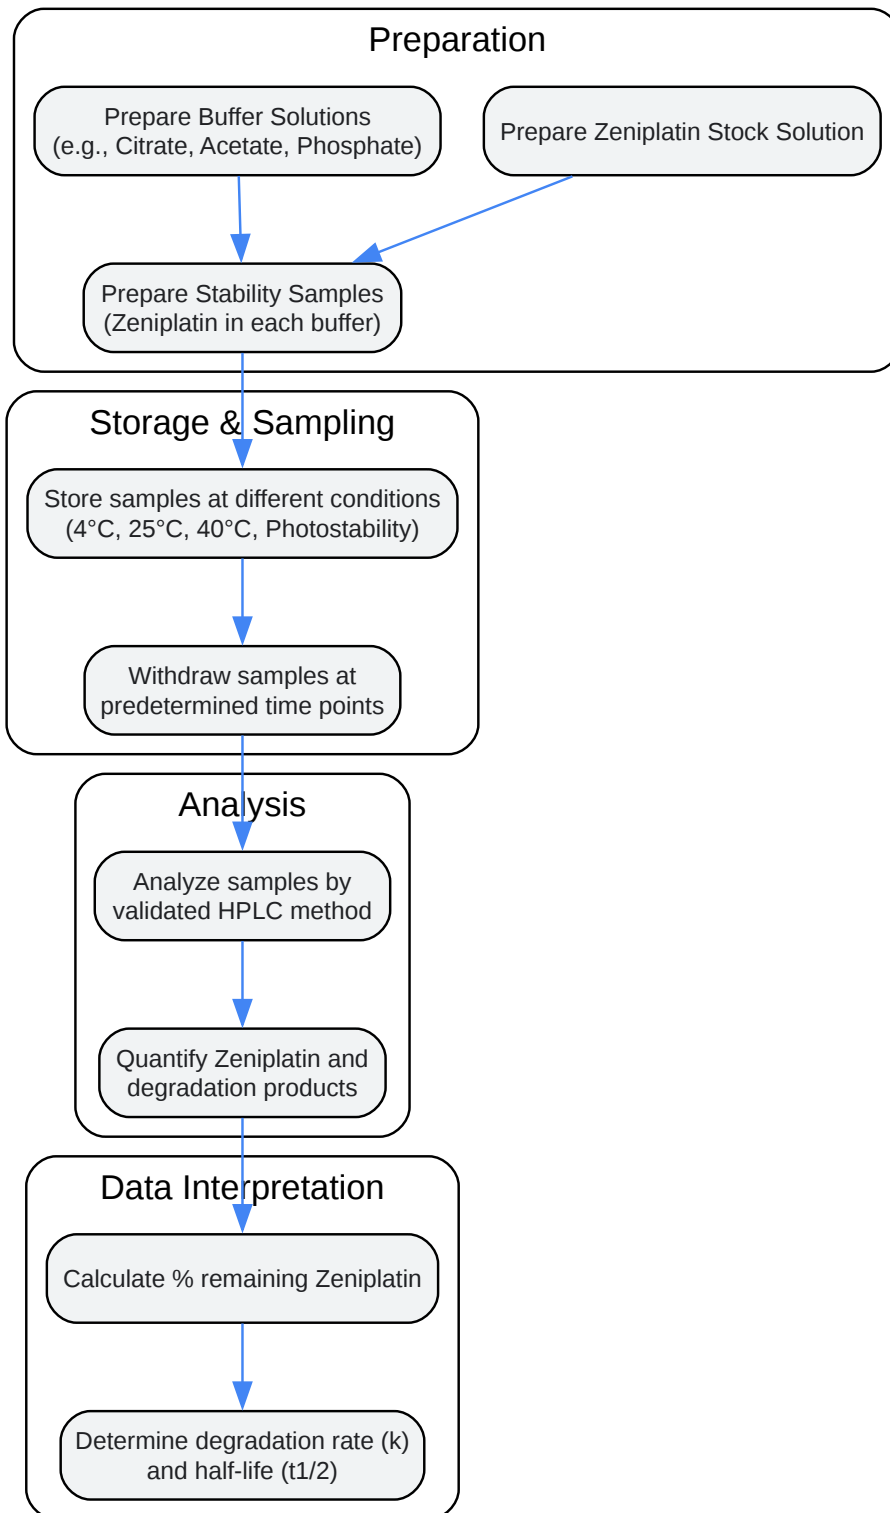 Preparation
Prepare Buffer Solutions
(e.g., Citrate, Acetate, Phosphate)
Prepare Zeniplatin Stock Solution
Prepare Stability Samples
(Zeniplatin in each buffer)
Storage & Sampling
Store samples at different conditions
(4°C, 25°C, 40°C, Photostability)
Withdraw samples at
predetermined time points
Analysis
Analyze samples by
validated HPLC method
Quantify Zeniplatin and
degradation products
Data Interpretation
Calculate % remaining Zeniplatin
Determine degradation rate (k)
and half-life (t1/2)